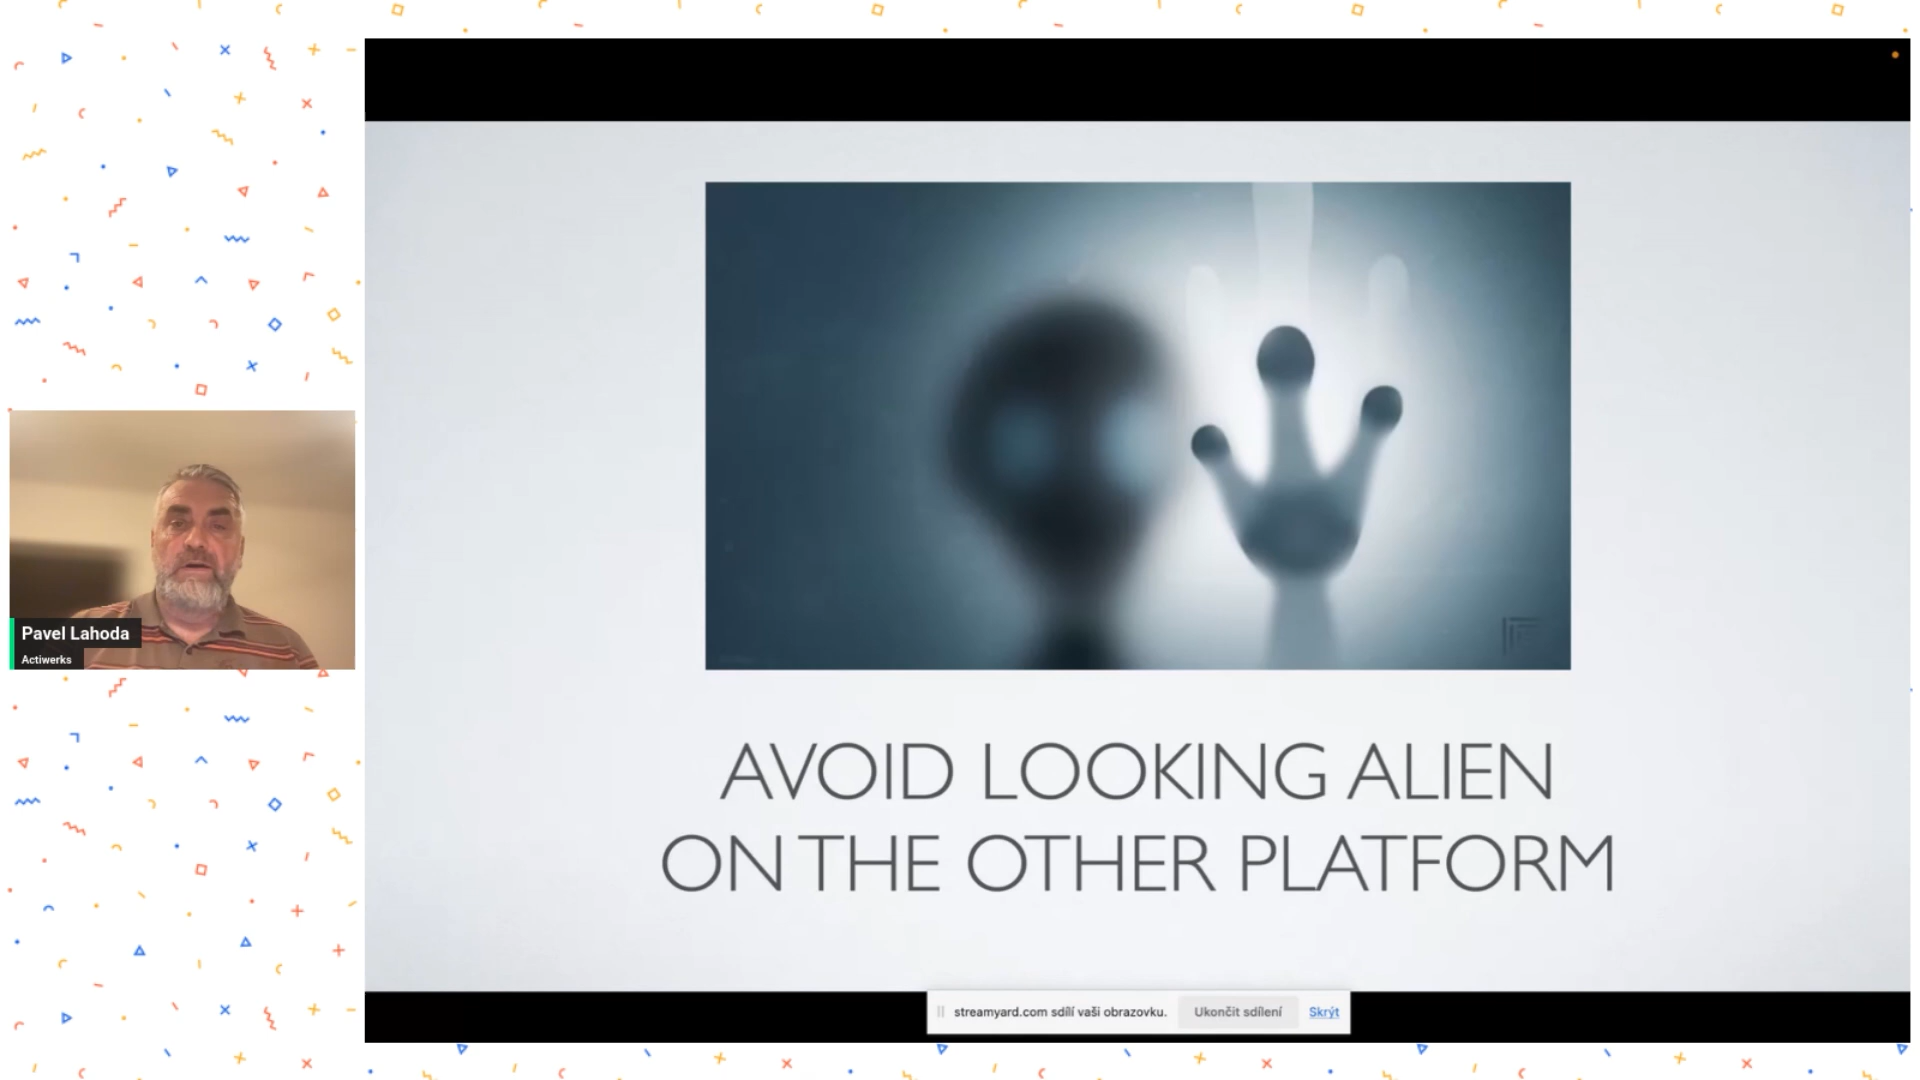 AVOID LOOKING ALIEN
ON THE OTHER PLATFORM
Pavel Lahoda
Actiwerks
streamyard.com sdílí vaši obrazovku. Ukončit sdílení Skrýt